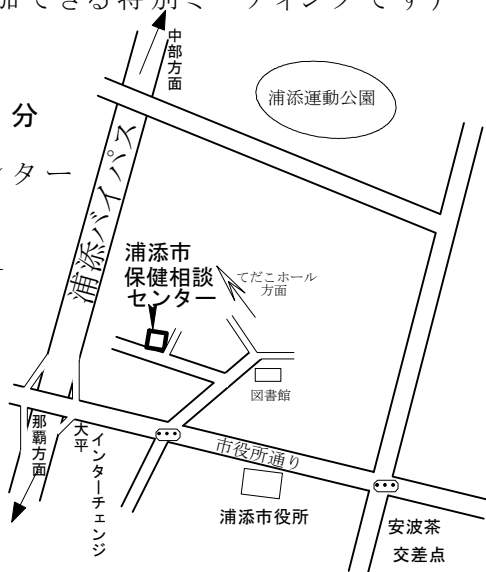 加できる特別ミーティングです）
中部方面
浦添運動公園
分
ンター
浦添バイパス
浦添市
保健相談
センター
てだこホール
方面
図書館
那覇方面
大平
インターチェンジ
市役所通り
浦添市役所
安波茶
交差点